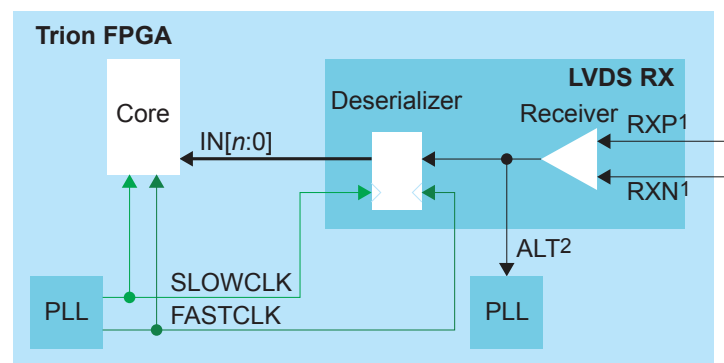 Trion FPGA
LVDS RX
Deserializer
Core
Receiver
RXP1
IN[n:0]
RXN1
ALT2
SLOWCLK
PLL
FASTCLK
PLL